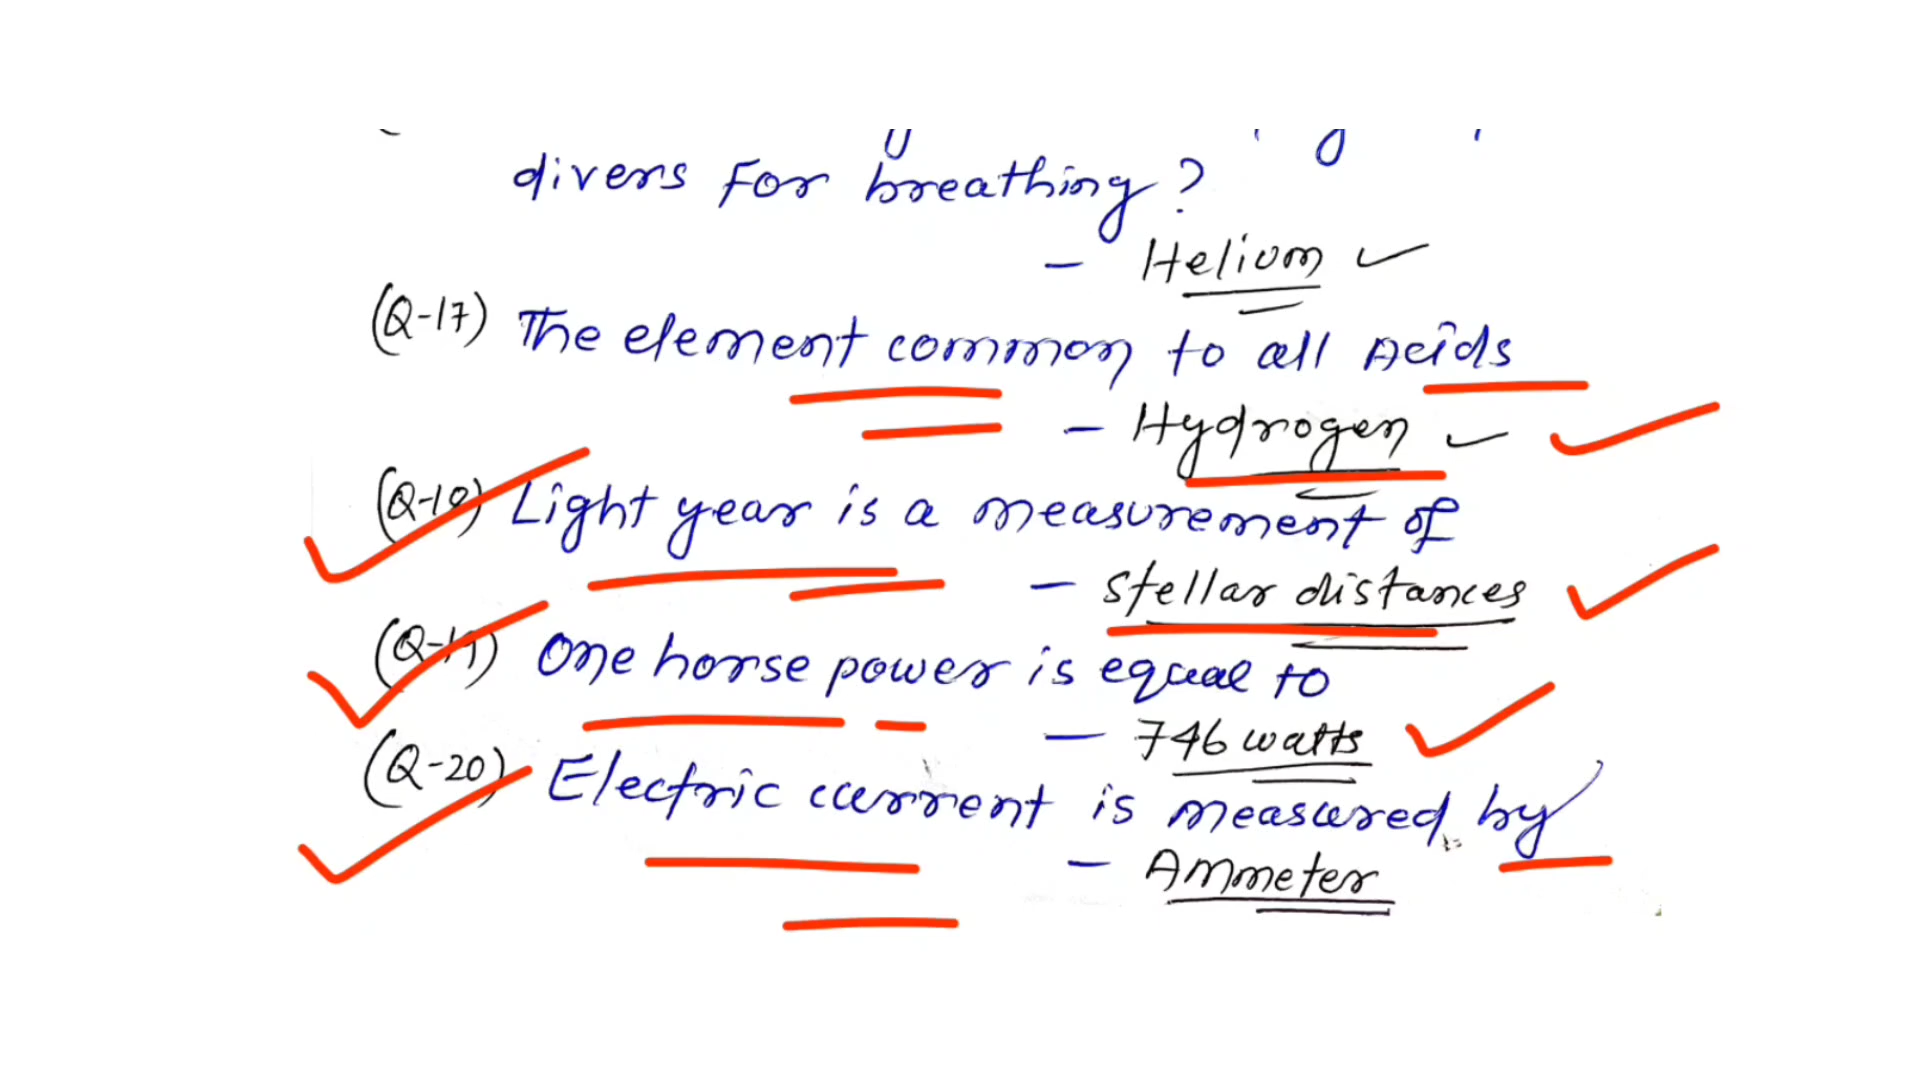 divers for breathing?
- Helium
(Q-17) The element common to all Acids
- Hydrogen
(Q-18) Light year is a measurement of
- Stellar distances
(Q-19) One horse power is equal to
- 746 watts
(Q-20) Electric current is measured by
- Ammeter